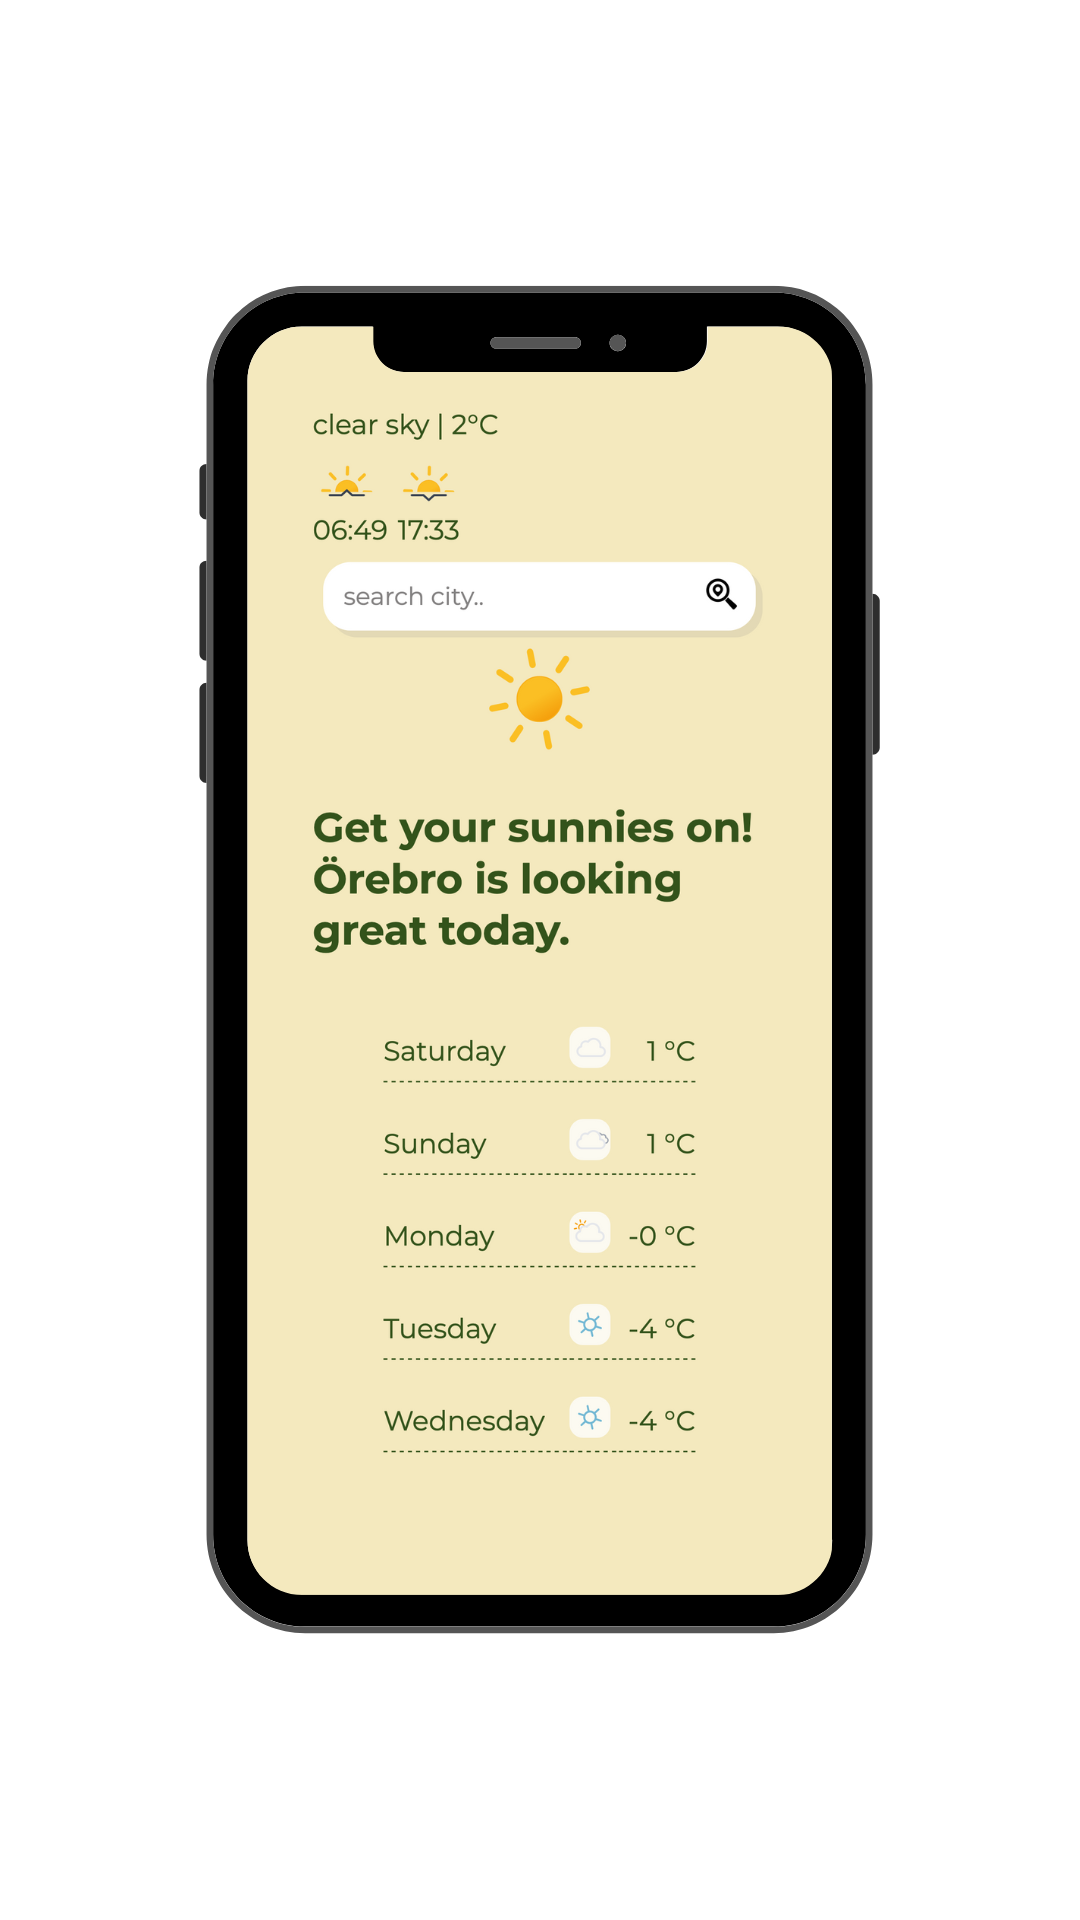 clear sky | 2°C
06:49 17:33
search city..
Get your sunnies on!
Örebro is looking
great today.
Saturday 1 °C
Sunday 1 °C
Monday -0 °C
Tuesday -4 °C
Wednesday -4 °C